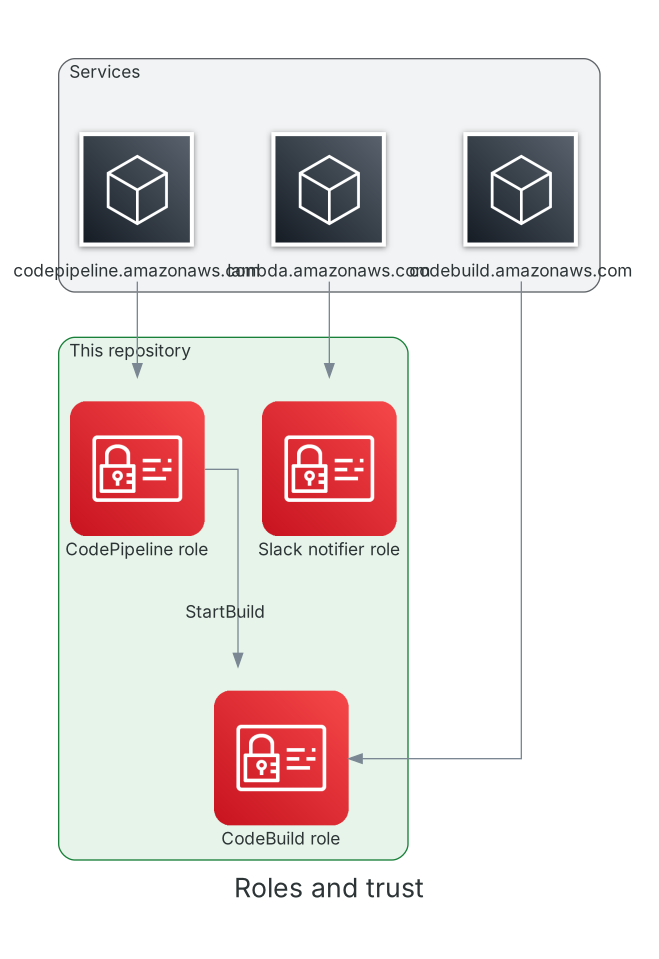 Services
codepipeline.amazonaws.com
lambda.amazonaws.com
codebuild.amazonaws.com
This repository
CodePipeline role
Slack notifier role
StartBuild
CodeBuild role
Roles and trust